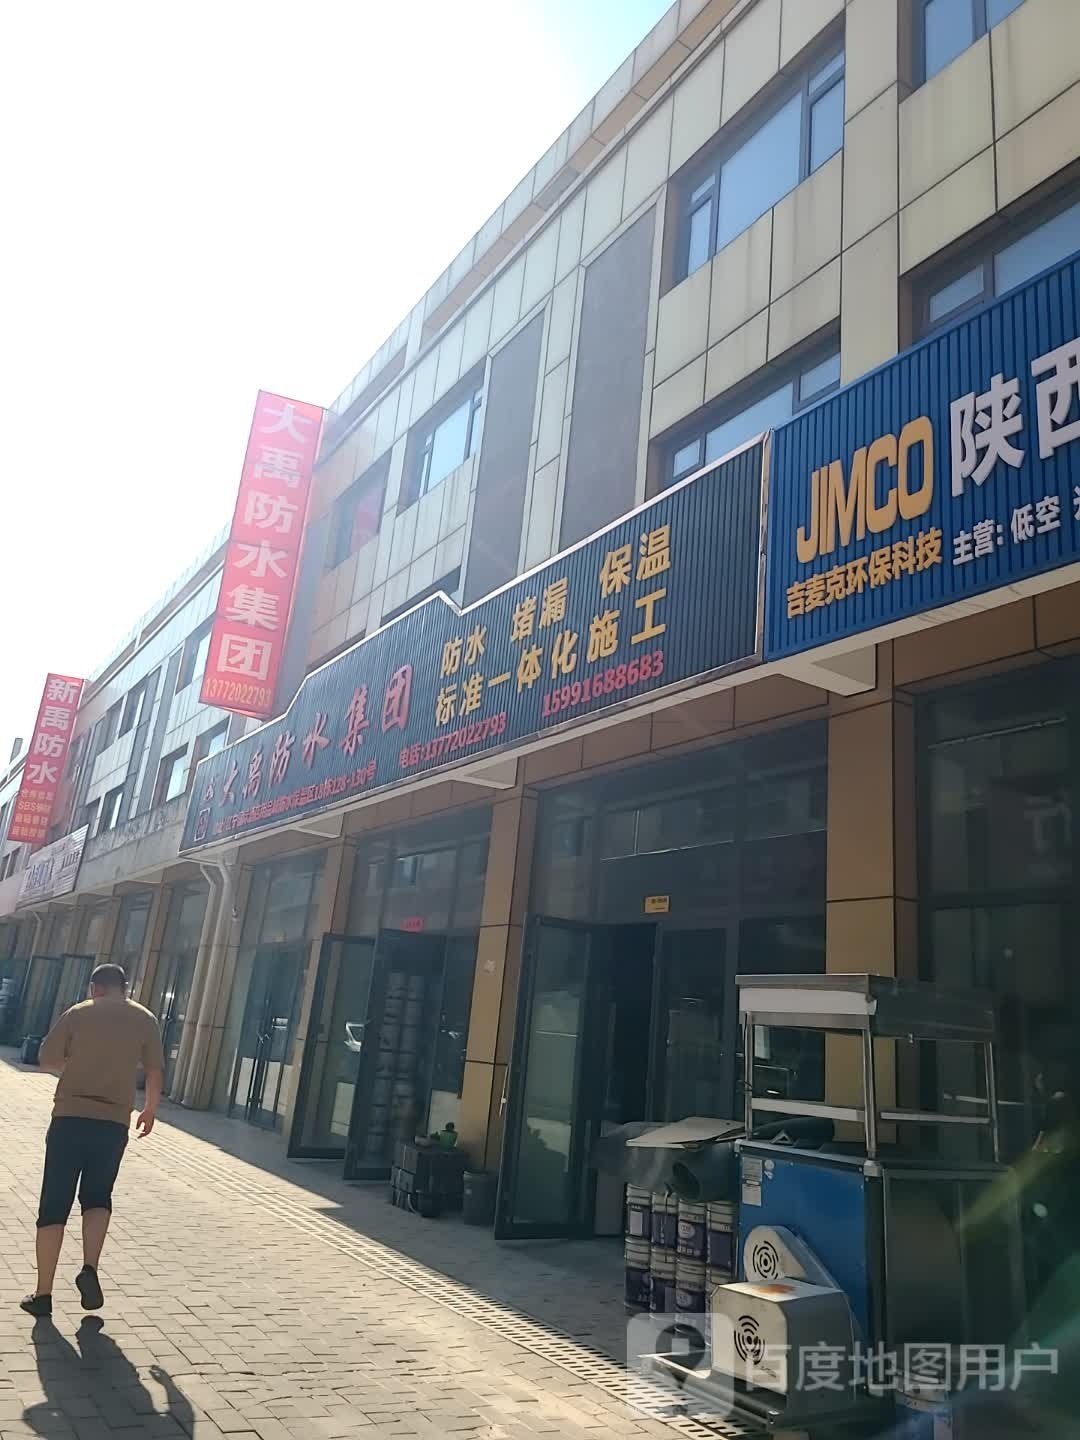 大禹防水集团
13772022793
新禹防水
大禹防水集团
电话:13772022793
防水 堵漏 保温
标准一体化施工
15991688683
JIMCO
吉麦克环保科技
陕西
主营: 低空
百度地图用户